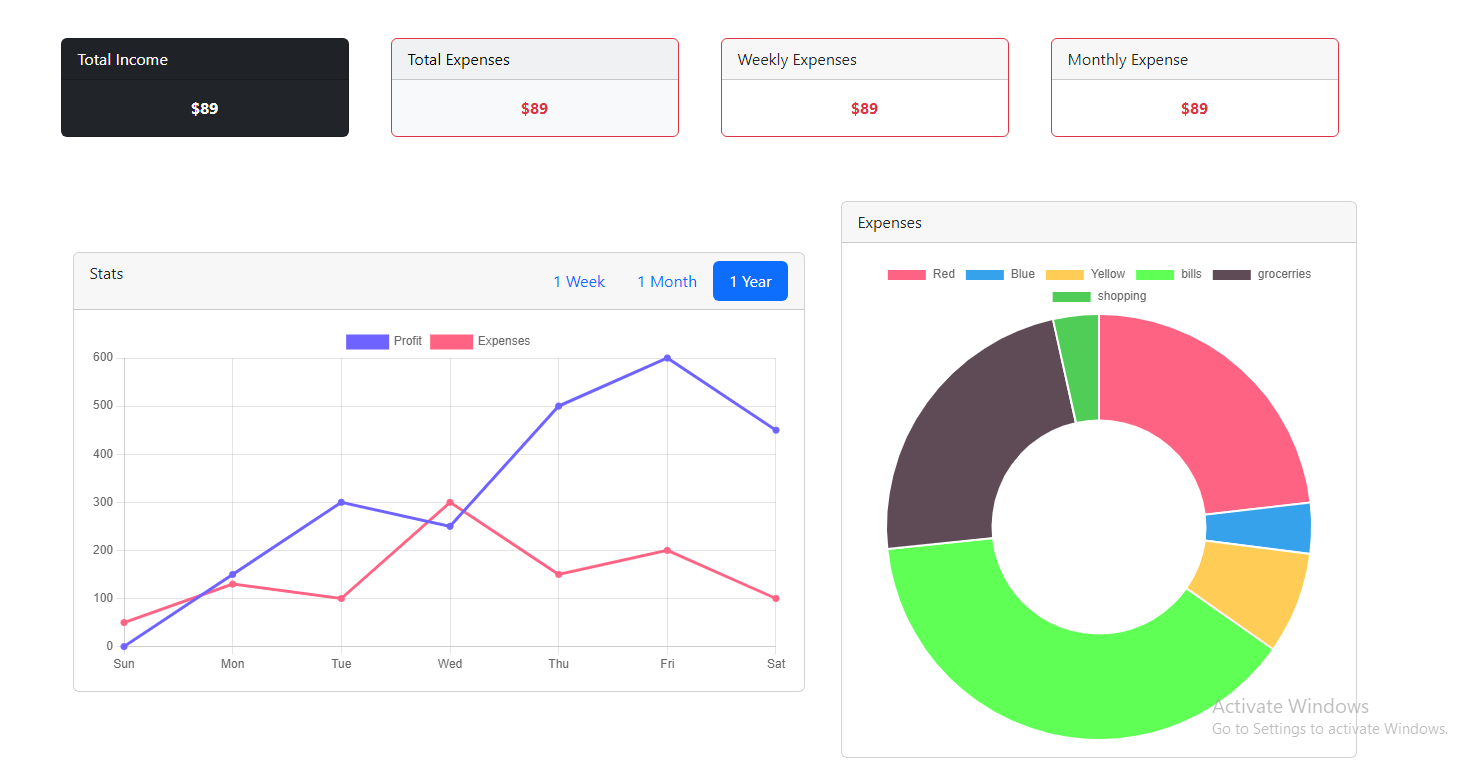 Total Income
$89
Total Expenses
$89
Weekly Expenses
$89
Monthly Expense
$89
Stats
1 Week
1 Month
1 Year
Profit
Expenses
600
500
400
300
200
100
0
Sun
Mon
Tue
Wed
Thu
Fri
Sat
Expenses
Red
Blue
Yellow
bills
grocerries
shopping
Activate Windows
Go to Settings to activate Windows.